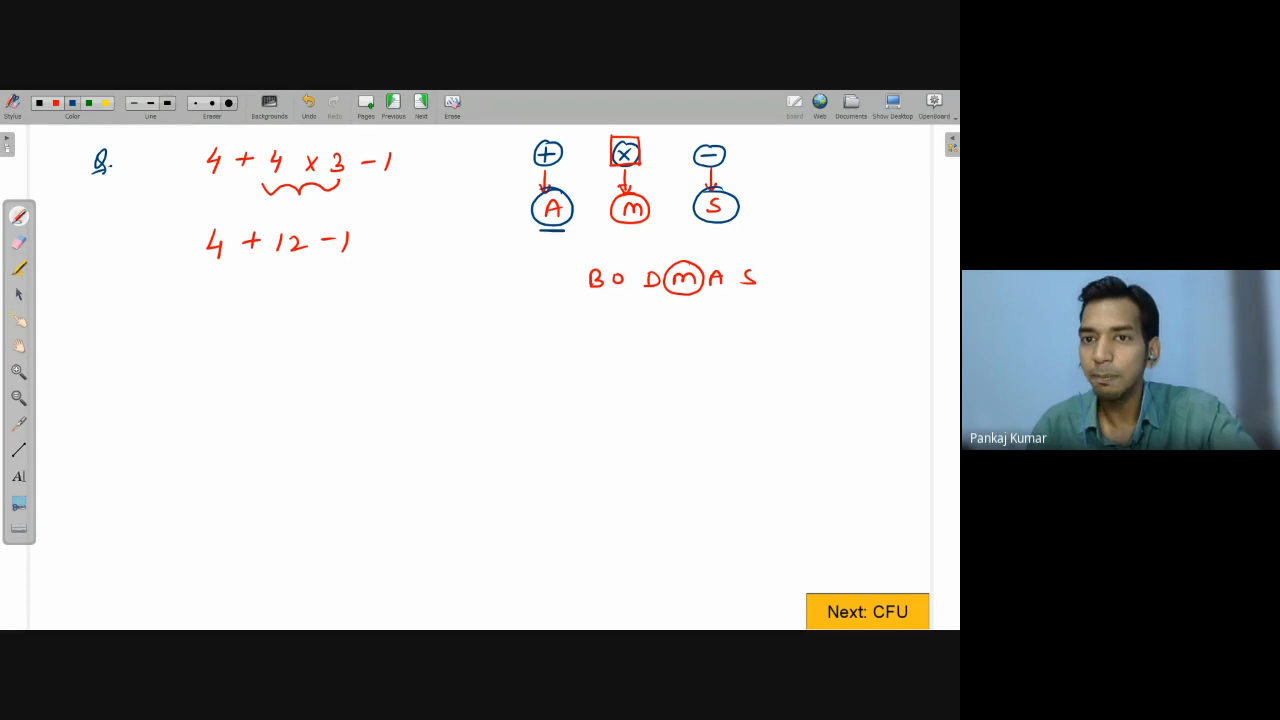 Stylus Color Line Eraser Backgrounds Undo Redo Pages Previous Next Erase Board Web Documents Show Desktop OpenBoard
Q. 4 + 4 x 3 - 1
+ x -
A M S
4 + 12 - 1
B O D M A S
AI
Pankaj Kumar
Next: CFU